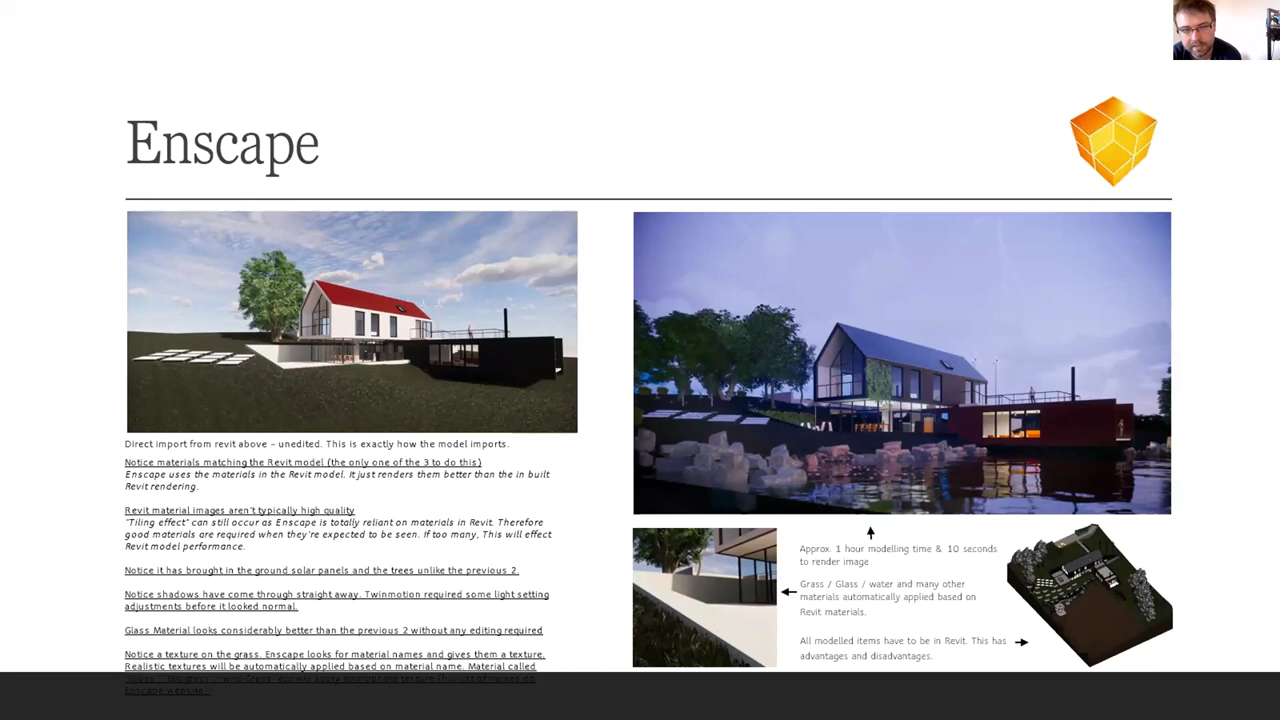 Enscape
Direct import from revit above – unedited. This is exactly how the model imports.
Notice materials matching the Revit model (the only one of the 3 to do this)
Enscape uses the materials in the Revit model. It just renders them better than the in built
Revit rendering.
Revit material images aren't typically high quality
"Tiling effect" can still occur as Enscape is totally reliant on materials in Revit. Therefore
good materials are required when they're expected to be seen. If too many, This will effect
Revit model performance.
Notice it has brought in the ground solar panels and the trees unlike the previous 2.
Notice shadows have come through straight away. Twinmotion required some light setting
adjustments before it looked normal.
Glass Material looks considerably better than the previous 2 without any editing required
Notice a texture on the grass. Enscape looks for material names and gives them a texture.
Realistic textures will be automatically applied based on material name. Material called
Enscape website).
Approx. 1 hour modelling time & 10 seconds
to render image
Grass / Glass / water and many other
materials automatically applied based on
Revit materials.
All modelled items have to be in Revit. This has
advantages and disadvantages.